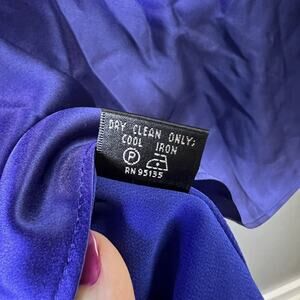 DRY CLEAN ONLY;
COOL IRON
P
RN 95135